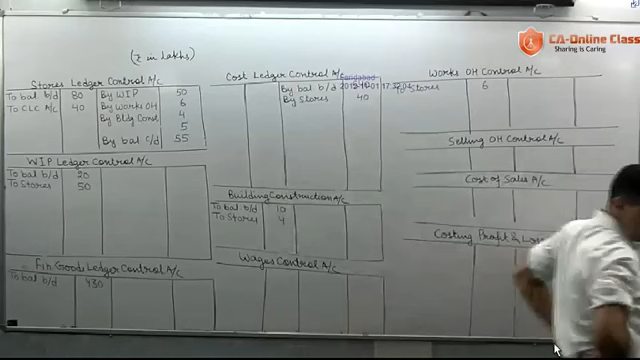 (₹ in Lakhs)
CA-Online Class
Sharing is Caring
Stores Ledger Control A/c
To bal b/d 80 By WIP 50
To CLC A/c 40 By Works OH 6
By Bldg Const 4
5
By bal c/d 55
WIP Ledger Control A/c
To bal b/d 20
To Stores 50
Fin Goods Ledger Control A/c
To bal b/d 430
Cost Ledger Control A/c
Faridabad
By bal b/d
By Stores 40
Building Construction A/c
To bal b/d 10
To Stores 4
Wages Control A/c
Works OH Control A/c
To Stores 6
Selling OH Control A/c
Cost of Sales A/c
Costing Profit &